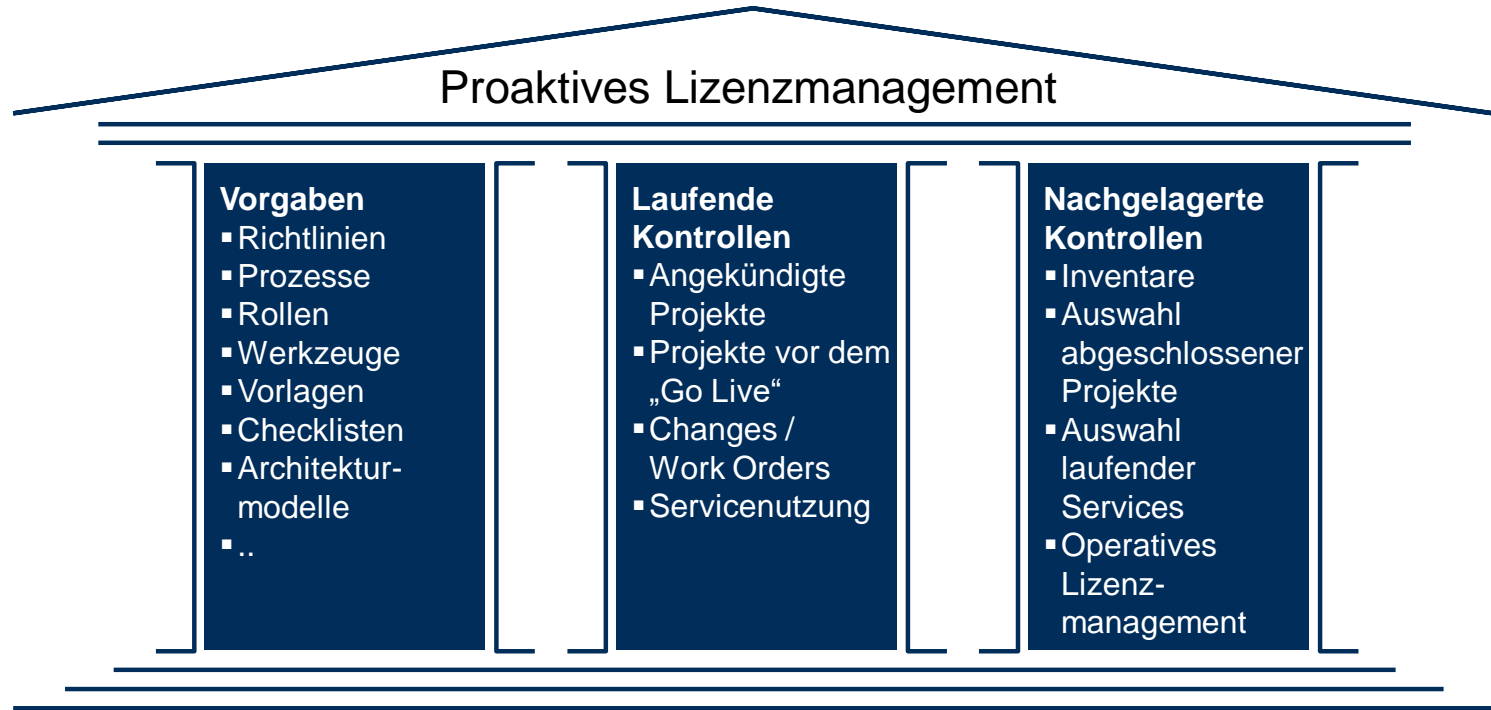 Proaktives Lizenzmanagement
Vorgaben
▪Richtlinien
▪Prozesse
▪Rollen
▪Werkzeuge
▪Vorlagen
▪Checklisten
▪Architektur-
modelle
▪..
Laufende
Kontrollen
▪Angekündigte
Projekte
▪Projekte vor dem
„Go Live“
▪Changes /
Work Orders
▪Servicenutzung
Nachgelagerte
Kontrollen
▪Inventare
▪Auswahl
abgeschlossener
Projekte
▪Auswahl
laufender
Services
▪Operatives
Lizenz-
management